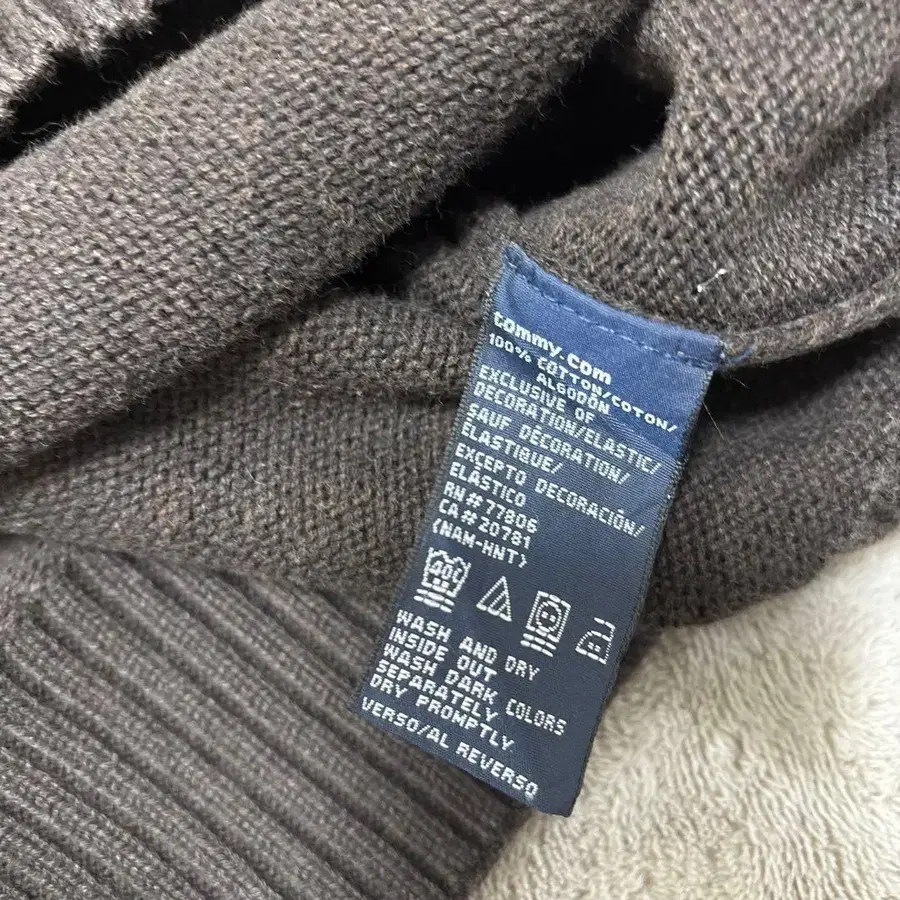 tommy.com
100% COTTON/COTON/
ALGODÓN
EXCLUSIVE OF
DECORATION/ELASTIC/
SAUF DÉCORATION/
ÉLASTIQUE/
EXCEPTO DECORACIÓN/
ELÁSTICO
RN# 77806
CA# 20781
(NAM-HNT)
40C
WASH AND DRY
INSIDE OUT
WASH DARK COLORS
SEPARATELY
DRY PROMPTLY
VERSO/AL REVERSO